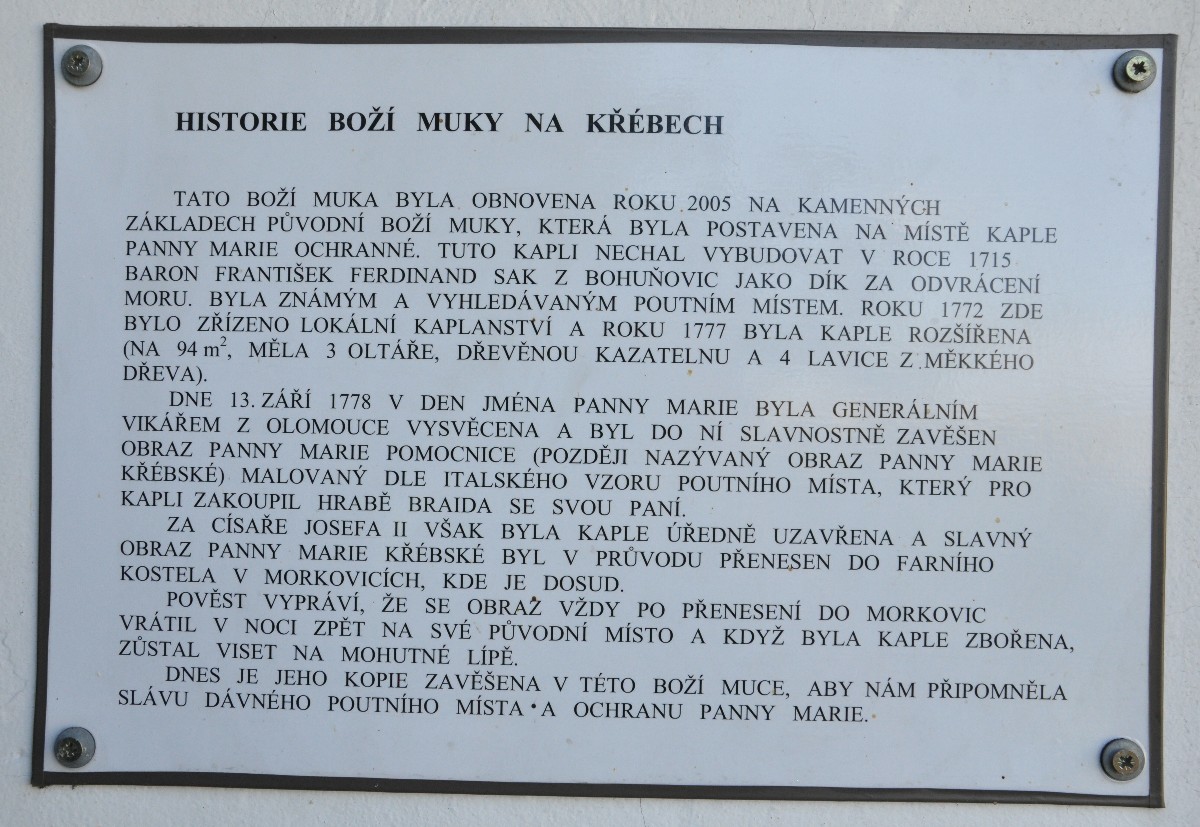 HISTORIE BOŽÍ MUKY NA KŘÉBECH
TATO BOŽÍ MUKA BYLA OBNOVENA ROKU 2005 NA KAMENNÝCH
ZÁKLADECH PŮVODNÍ BOŽÍ MUKY, KTERÁ BYLA POSTAVENA NA MÍSTĚ KAPLE
PANNY MARIE OCHRANNÉ. TUTO KAPLI NECHAL VYBUDOVAT V ROCE 1715
BARON FRANTIŠEK FERDINAND SAK Z BOHUŇOVIC JAKO DÍK ZA ODVRÁCENÍ
MORU. BYLA ZNÁMÝM A VYHLEDÁVANÝM POUTNÍM MÍSTEM. ROKU 1772 ZDE
BYLO ZŘÍZENO LOKÁLNÍ KAPLANSTVÍ A ROKU 1777 BYLA KAPLE ROZŠÍŘENA
(NA 94 m², MĚLA 3 OLTÁŘE, DŘEVĚNOU KAZATELNU A 4 LAVICE Z MĚKKÉHO
DŘEVA).
DNE 13. ZÁŘÍ 1778 V DEN JMÉNA PANNY MARIE BYLA GENERÁLNÍM
VIKÁŘEM Z OLOMOUCE VYSVĚCENA A BYL DO NÍ SLAVNOSTNĚ ZAVĚŠEN
OBRAZ PANNY MARIE POMOCNICE (POZDĚJI NAZÝVANÝ OBRAZ PANNY MARIE
KŘÉBSKÉ) MALOVANÝ DLE ITALSKÉHO VZORU POUTNÍHO MÍSTA, KTERÝ PRO
KAPLI ZAKOUPIL HRABĚ BRAIDA SE SVOU PANÍ.
ZA CÍSAŘE JOSEFA II VŠAK BYLA KAPLE ÚŘEDNĚ UZAVŘENA A SLAVNÝ
OBRAZ PANNY MARIE KŘÉBSKÉ BYL V PRŮVODU PŘENESEN DO FARNÍHO
KOSTELA V MORKOVICÍCH, KDE JE DOSUD.
POVĚST VYPRÁVÍ, ŽE SE OBRAZ VŽDY PO PŘENESENÍ DO MORKOVIC
VRÁTIL V NOCI ZPĚT NA SVÉ PŮVODNÍ MÍSTO A KDYŽ BYLA KAPLE ZBOŘENA,
ZŮSTAL VISET NA MOHUTNÉ LÍPĚ.
DNES JE JEHO KOPIE ZAVĚŠENA V TÉTO BOŽÍ MUCE, ABY NÁM PŘIPOMNĚLA
SLÁVU DÁVNÉHO POUTNÍHO MÍSTA A OCHRANU PANNY MARIE.